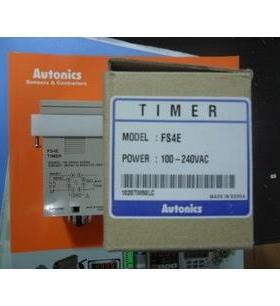 Autonics
Sensors & Controllers
FS4E
TIMER
TIMER
MODEL : FS4E
POWER : 100-240VAC
MADE IN KOREA
Autonics